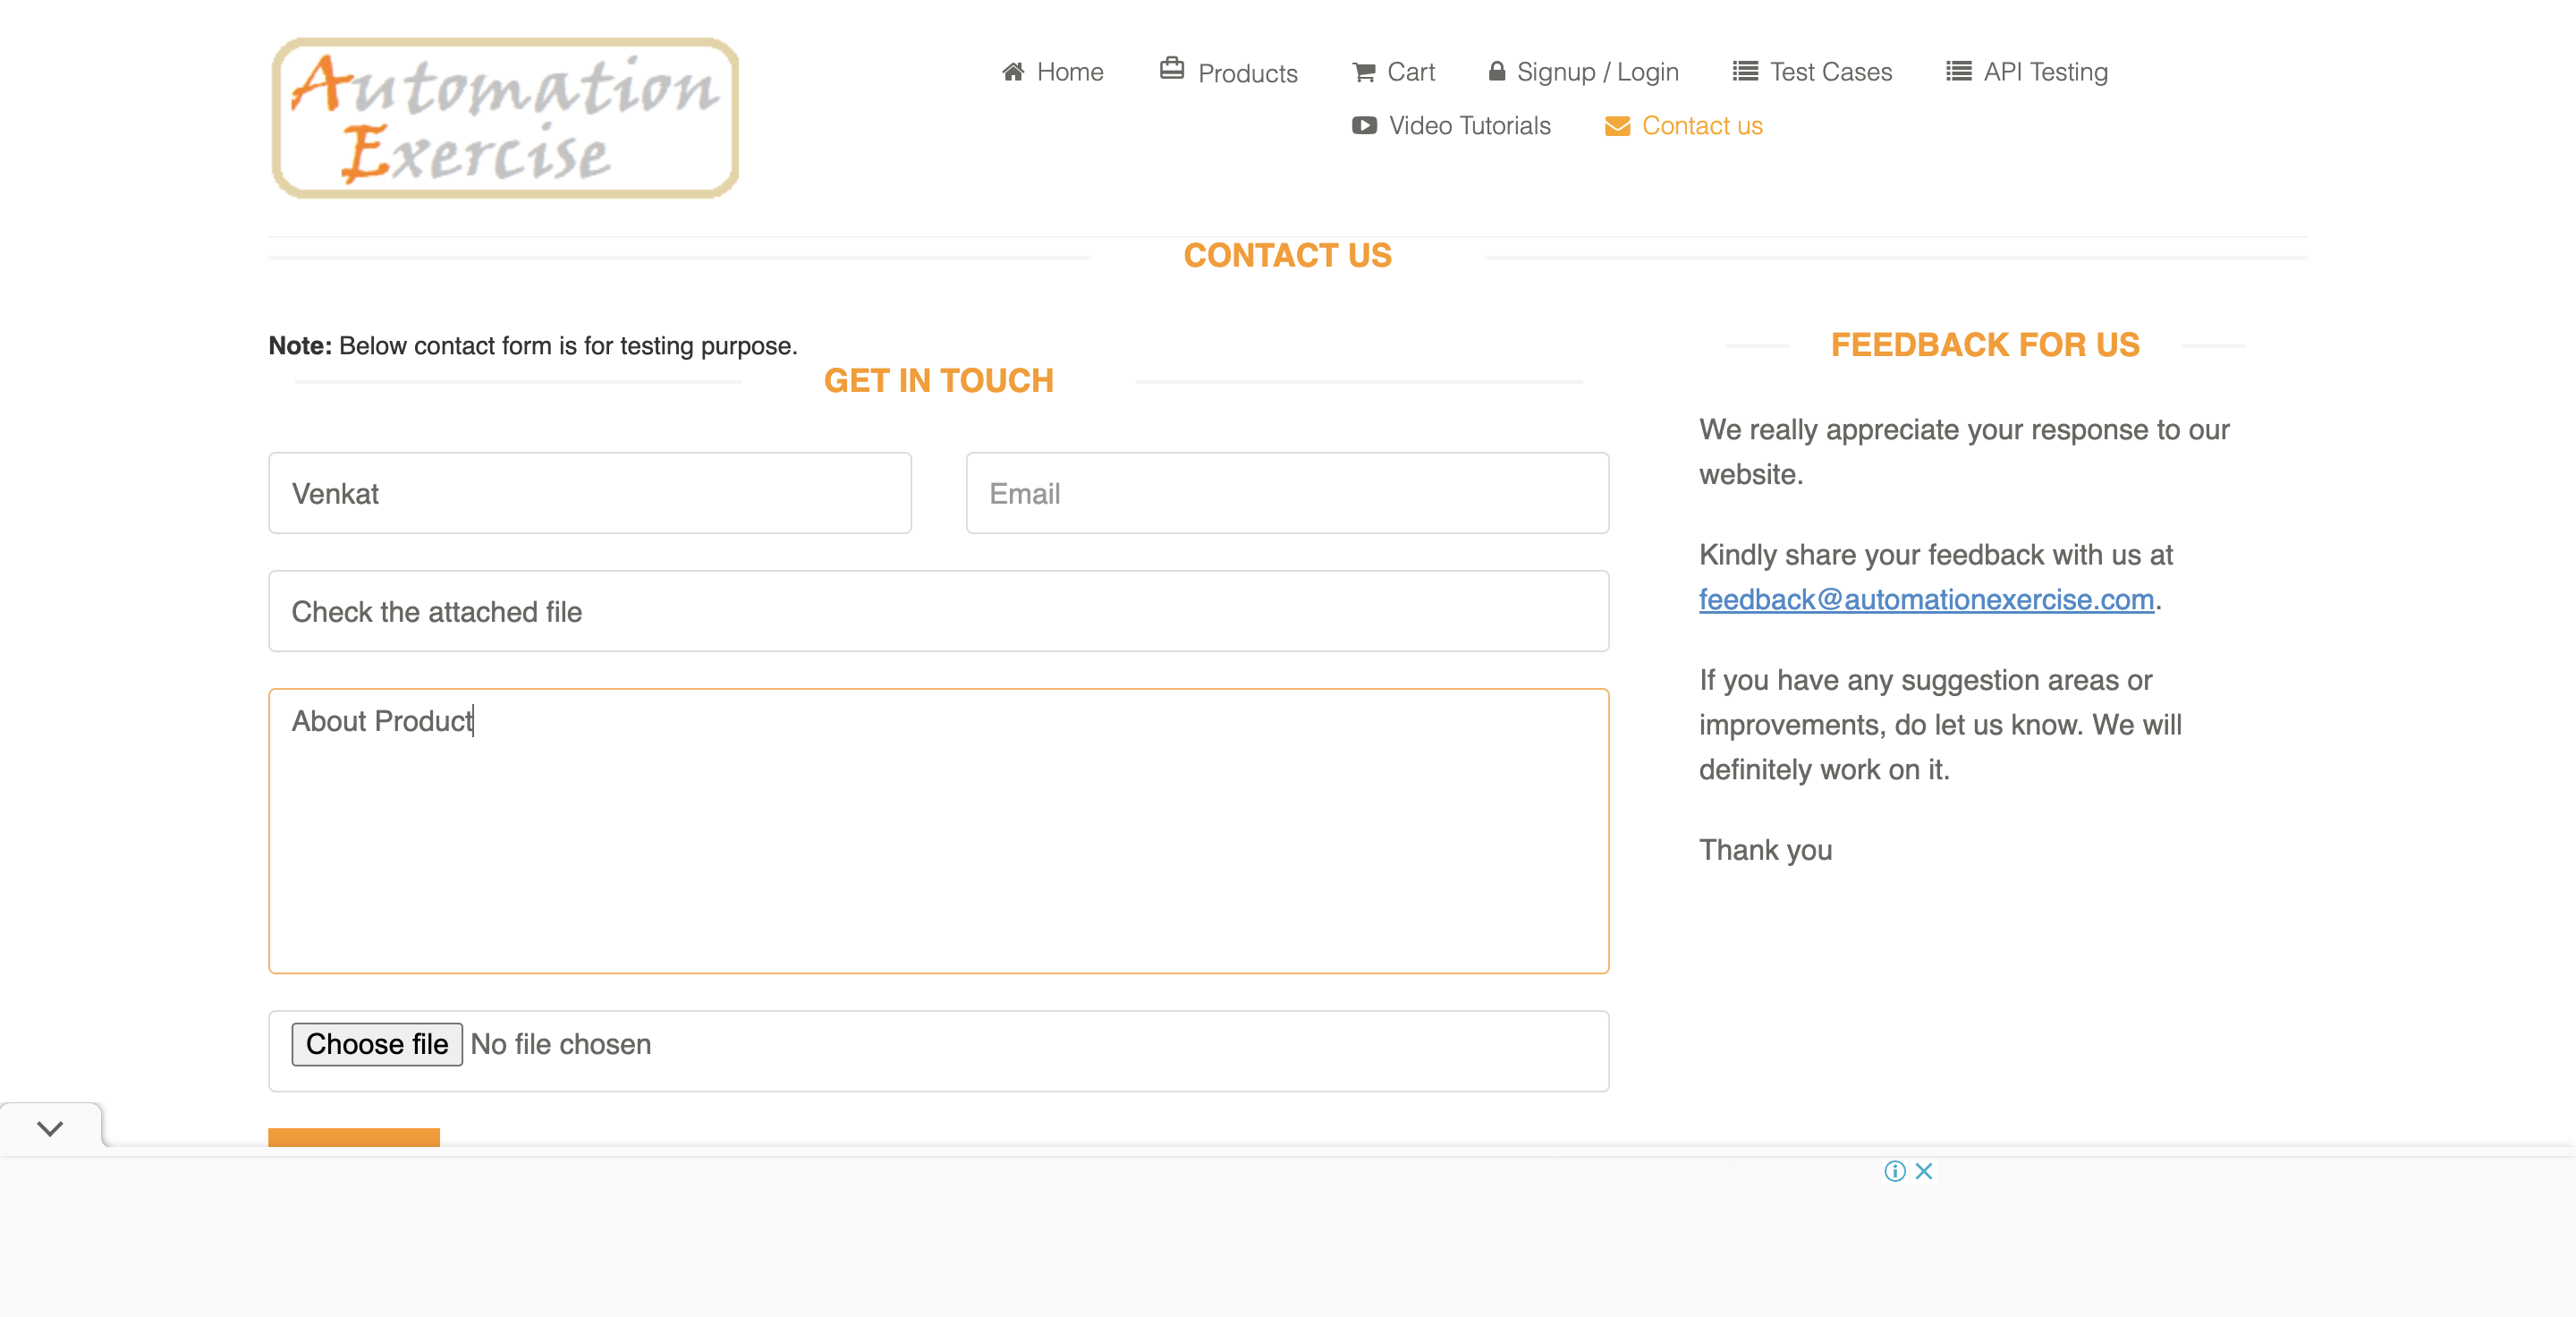 Automation
Exercise
Home
Products
Cart
Signup / Login
Test Cases
API Testing
Video Tutorials
Contact us
CONTACT US
Note: Below contact form is for testing purpose.
GET IN TOUCH
Venkat
Email
Check the attached file
About Product
Choose file No file chosen
FEEDBACK FOR US
We really appreciate your response to our
website.
Kindly share your feedback with us at
feedback@automationexercise.com.
If you have any suggestion areas or
improvements, do let us know. We will
definitely work on it.
Thank you